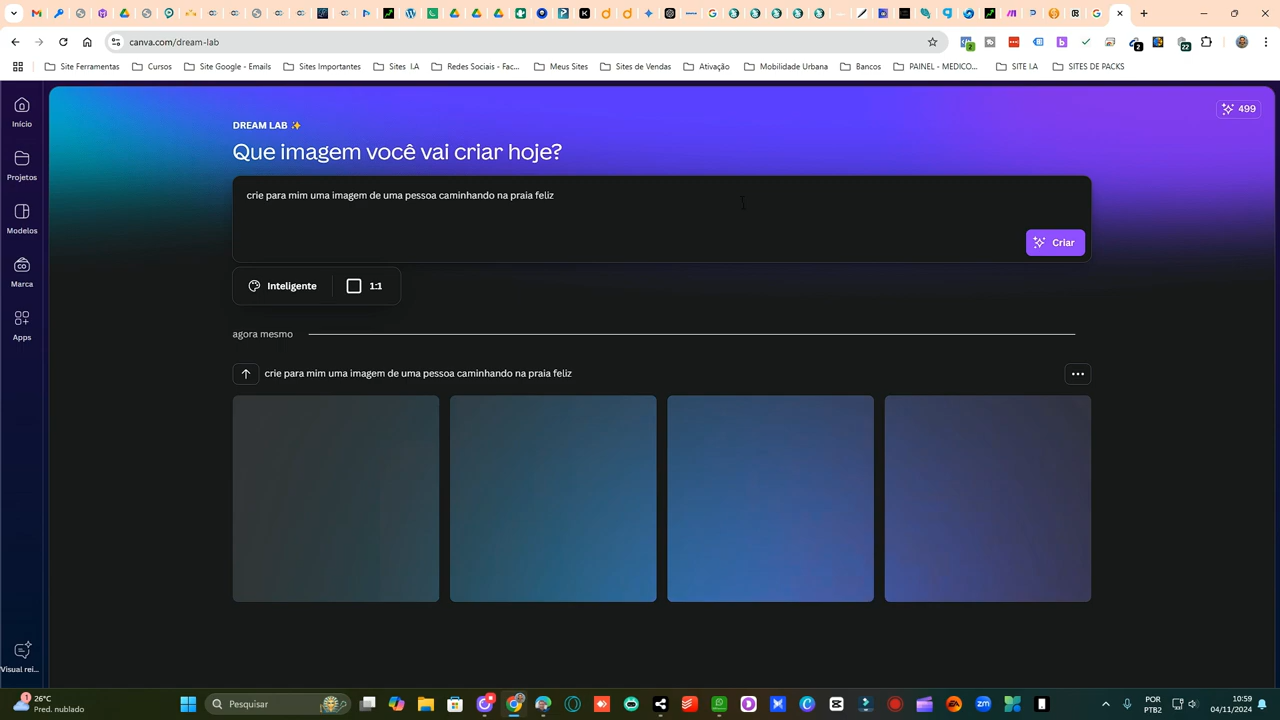 canva.com/dream-lab
2
2
22
Site Ferramentas
Cursos
Site Google - Emails
Sites Importantes
Sites I.A
Redes Sociais - Fac...
Meus Sites
Sites de Vendas
Ativação
Mobilidade Urbana
Bancos
PAINEL - MEDICO...
SITE I.A
SITES DE PACKS
Início
Projetos
Modelos
Marca
Apps
Visual rei...
499
DREAM LAB
Que imagem você vai criar hoje?
crie para mim uma imagem de uma pessoa caminhando na praia feliz
Criar
Inteligente
1:1
agora mesmo
crie para mim uma imagem de uma pessoa caminhando na praia feliz
1
26°C
Pred. nublado
Pesquisar
POR
PTB2
10:59
04/11/2024